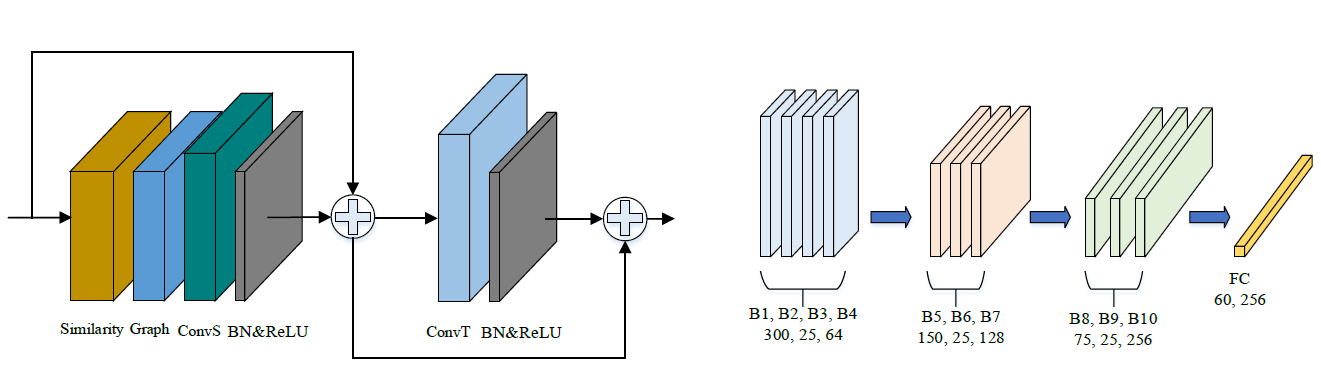 Similarity Graph ConvS BN&ReLU
ConvT BN&ReLU
B1, B2, B3, B4
300, 25, 64
B5, B6, B7
150, 25, 128
B8, B9, B10
75, 25, 256
FC
60, 256